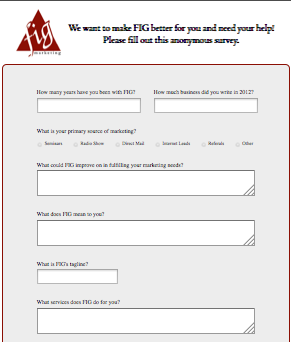 fig
marketing
We want to make FIG better for you and need your help!
Please fill out this anonymous survey.
How many years have you been with FIG? How much business did you write in 2012?
What is your primary source of marketing?
Seminars Radio Show Direct Mail Internet Leads Referrals Other
What could FIG improve on in fulfilling your marketing needs?
What does FIG mean to you?
What is FIG's tagline?
What services does FIG do for you?